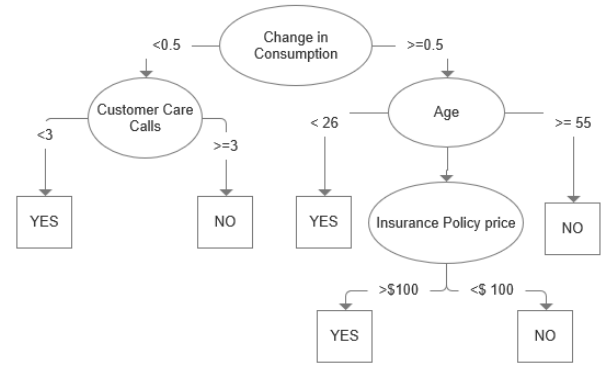 Change in
Consumption
<0.5
>=0.5
Customer Care
Calls
Age
<3
>=3
< 26
>= 55
YES
NO
YES
Insurance Policy price
NO
>$100
<$ 100
YES
NO